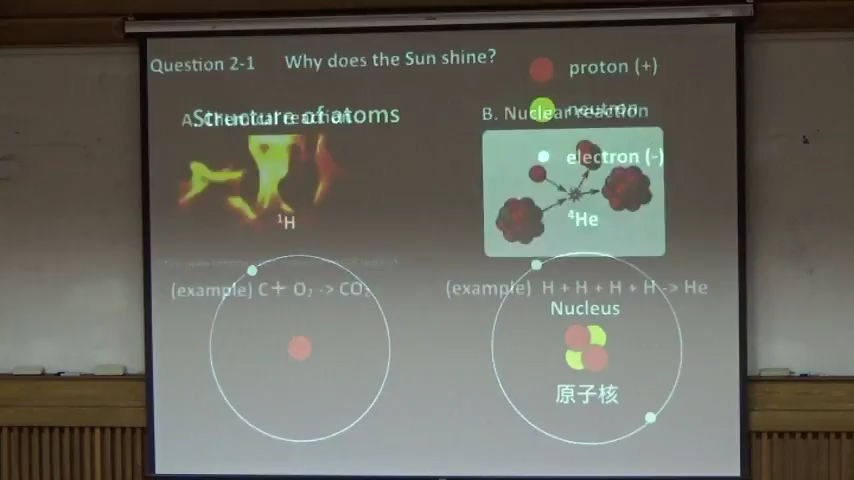 Question 2-1 Why does the Sun shine?
proton (+)
Structure of atoms
A. Chemical reaction
neutron
B. Nuclear reaction
electron (-)
¹H
⁴He
(example) C + O₂ -> CO₂
(example) H + H + H + H -> He
Nucleus
原子核